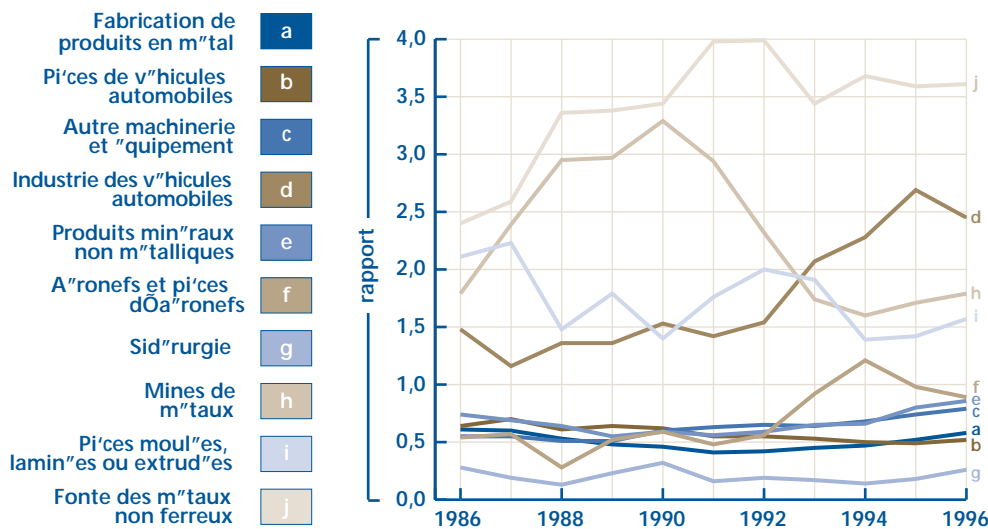 Fabrication de
produits en m"tal
a
Pi‘ces de v"hicules
automobiles
b
Autre machinerie
et "quipement
c
Industrie des v"hicules
automobiles
d
Produits min"raux
non m"talliques
e
A"ronefs et pi‘ces
dÕa"ronefs
f
Sid"rurgie
g
Mines de
m"taux
h
Pi‘ces moul"es,
lamin"es ou extrud"es
i
Fonte des m"taux
non ferreux
j
rapport
4,0
3,5
3,0
2,5
2,0
1,5
1,0
0,5
0,0
1986 1988 1990 1992 1994 1996
j
d
h
i
f
e
c
a
b
g